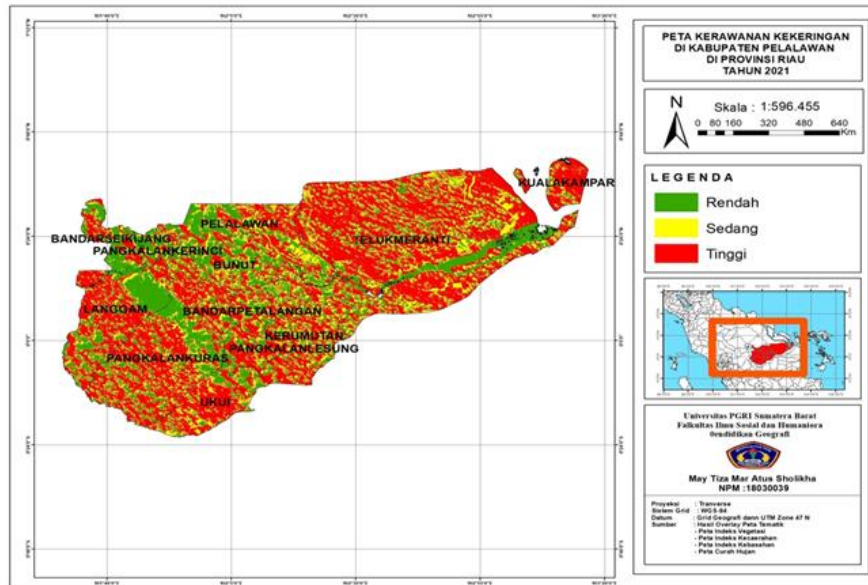 PETA KERAWANAN KEKERINGAN
DI KABUPATEN PELALAWAN
DI PROVINSI RIAU
TAHUN 2021
N
Skala : 1:596.455
0 80 160 320 480 640
Km
LEGENDA
Rendah
Sedang
Tinggi
KUALAKAMPAR
PELALAWAN
TELUKMERANTI
BANDARSEIKIJANG
PANGKALANKERINCI
BUNUT
LANGGAM
BANDARPETALANGAN
KERUMUTAN
PANGKALANLESUNG
PANGKALANKURAS
UKUI
Universitas PGRI Sumatera Barat
Falkultas Ilmu Sosial dan Humaniora
0endidikan Geografi
May Tiza Mar Atus Sholikha
NPM :18030039
Proyeksi : Tranverse
Sistem Grid : WGS-84
Datum : Grid Geografi dann UTM Zone 47 N
Sumber : Hasil Overlay Peta Tematik
- Peta Indeks Vegetasi
- Peta Indeks Kecaerahan
- Peta Indeks Kebasahan
- Peta Curah Hujan